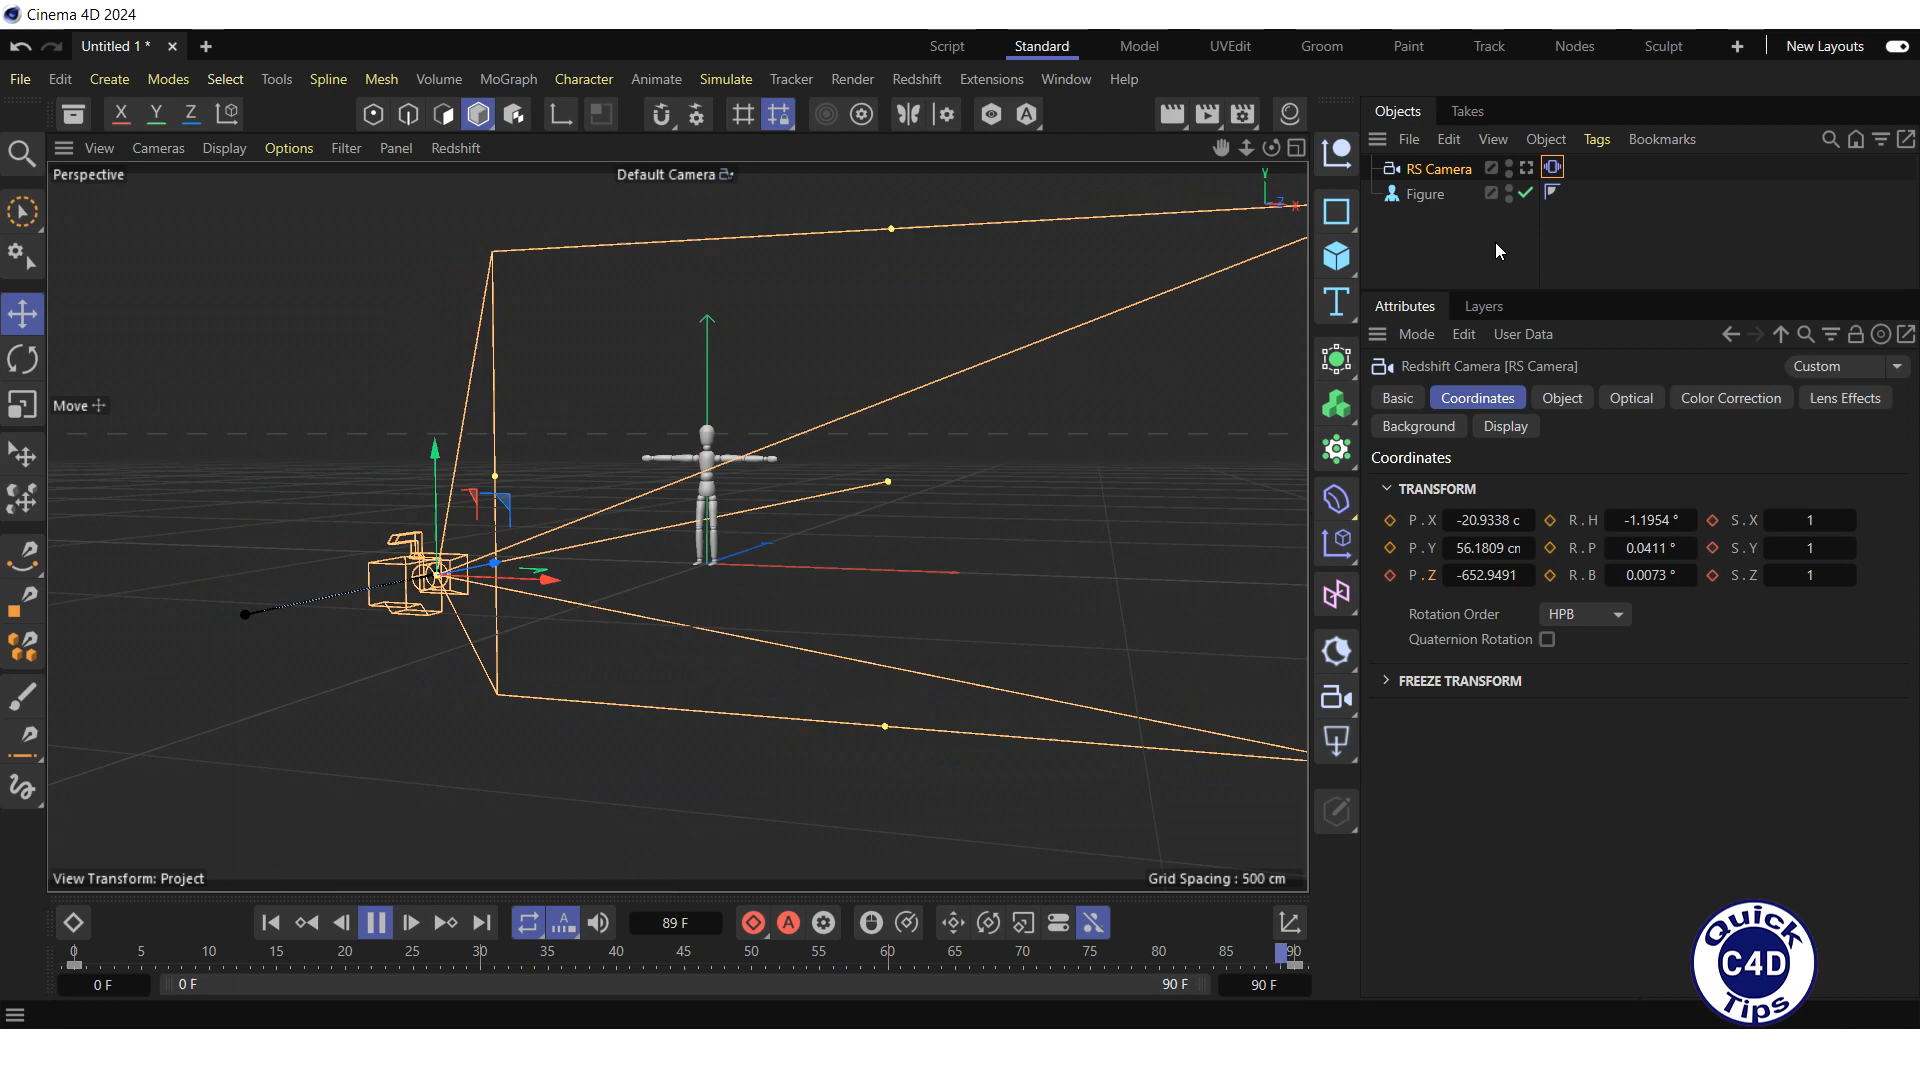 Cinema 4D 2024
Untitled 1 *
Script Standard Model UVEdit Groom Paint Track Nodes Sculpt New Layouts
File Edit Create Modes Select Tools Spline Mesh Volume MoGraph Character Animate Simulate Tracker Render Redshift Extensions Window Help
X Y Z
Objects Takes
File Edit View Object Tags Bookmarks
View Cameras Display Options Filter Panel Redshift
Perspective
Default Camera
Y
Z X
RS Camera
Figure
Attributes Layers
Mode Edit User Data
Redshift Camera [RS Camera]
Custom
Basic Coordinates Object Optical Color Correction Lens Effects
Background Display
Coordinates
TRANSFORM
P . X -20.9338 c R . H -1.1954 ° S . X 1
P . Y 56.1809 cm R . P 0.0411 ° S . Y 1
P . Z -652.9491 R . B 0.0073 ° S . Z 1
Rotation Order HPB
Quaternion Rotation
FREEZE TRANSFORM
Move
View Transform: Project
Grid Spacing : 500 cm
89 F
0 5 10 15 20 25 30 35 40 45 50 55 60 65 70 75 80 85 90
0 F 0 F 90 F 90 F
Quick
C4D
Tips